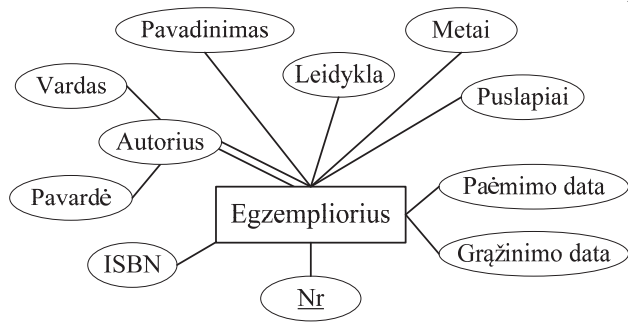 Pavadinimas
Metai
Vardas
Leidykla
Puslapiai
Autorius
Pavardė
Paėmimo data
Egzempliorius
ISBN
Grąžinimo data
Nr